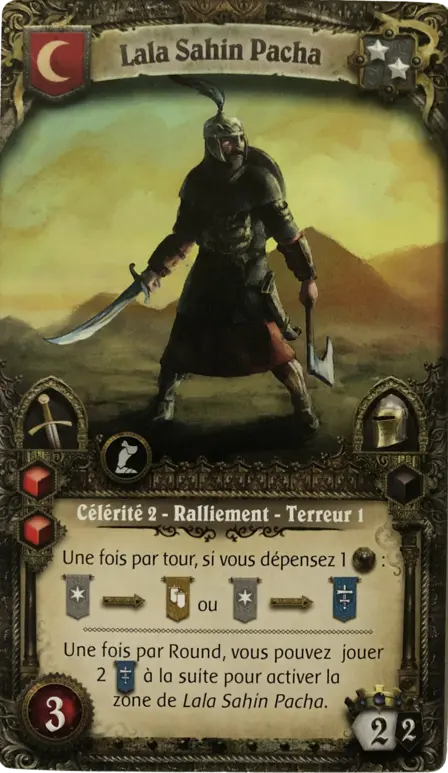 Lala Sahin Pacha
Célérité 2 - Ralliement - Terreur 1
Une fois par tour, si vous dépensez 1 :
ou
Une fois par Round, vous pouvez jouer
2 à la suite pour activer la
zone de Lala Sahin Pacha.
3
2 2